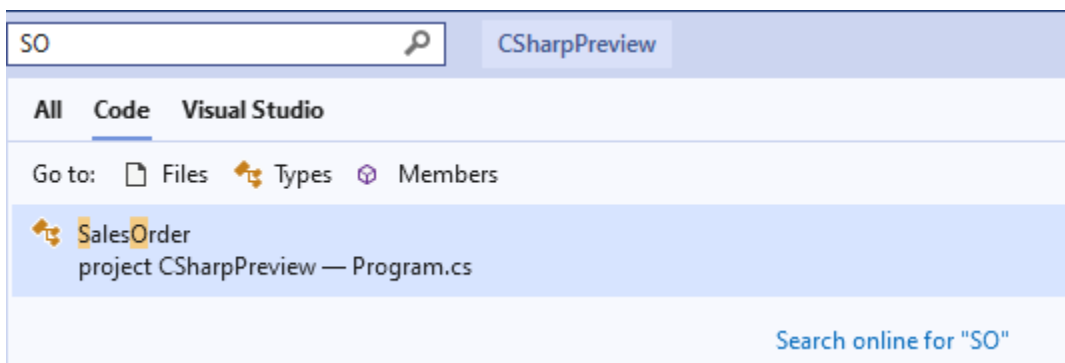 SO CSharpPreview
All Code Visual Studio
Go to: Files Types Members
SalesOrder
project CSharpPreview — Program.cs
Search online for "SO"